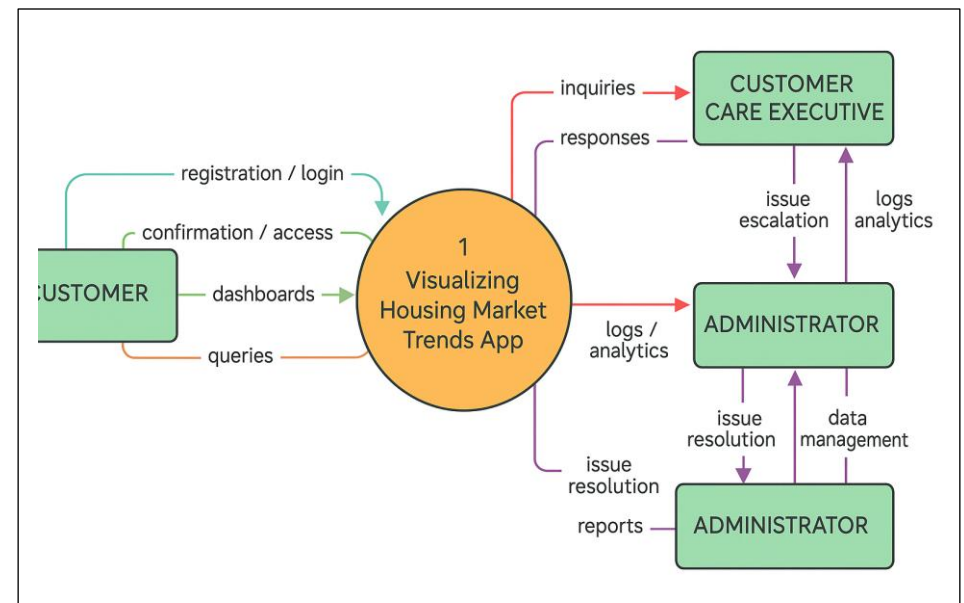 inquiries
CUSTOMER
CARE EXECUTIVE
responses
registration / login
issue
escalation
logs
analytics
confirmation / access
1
Visualizing
Housing Market
Trends App
USTOMER
dashboards
queries
logs /
analytics
ADMINISTRATOR
issue
resolution
data
management
issue
resolution
reports
ADMINISTRATOR